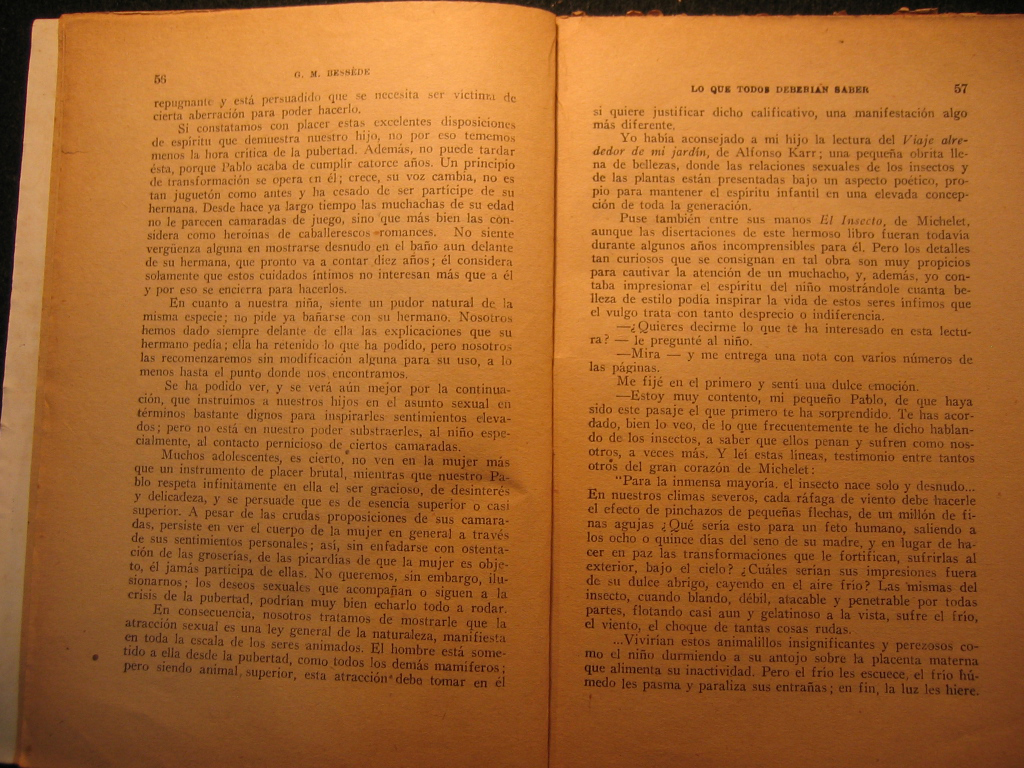 56
G. M. BESSÈDE
repugnante y está persuadido que se necesita ser víctima de
cierta aberración para poder hacerlo.
Si constatamos con placer estas excelentes disposiciones
de espíritu que demuestra nuestro hijo, no por eso tememos
menos la hora crítica de la pubertad. Además, no puede tardar
ésta, porque Pablo acaba de cumplir catorce años. Un principio
de transformación se opera en él; crece, su voz cambia, no es
tan juguetón como antes y ha cesado de ser partícipe de su
hermana. Desde hace ya largo tiempo las muchachas de su edad
no le parecen camaradas de juego, sino que más bien las con-
sidera como heroínas de caballerescos romances. No siente
vergüenza alguna en mostrarse desnudo en el baño aun delante
de su hermana, que pronto va a contar diez años; él considera
solamente que estos cuidados íntimos no interesan más que a él
y por eso se encierra para hacerlos.
En cuanto a nuestra niña, siente un pudor natural de la
misma especie; no pide ya bañarse con su hermano. Nosotros
hemos dado siempre delante de ella las explicaciones que su
hermano pedía; ella ha retenido lo que ha podido, pero nosotros
las recomenzaremos sin modificación alguna para su uso, a lo
menos hasta el punto donde nos encontramos.
Se ha podido ver, y se verá aún mejor por la continua-
ción, que instruimos a nuestros hijos en el asunto sexual en
términos bastante dignos para inspirarles sentimientos eleva-
dos; pero no está en nuestro poder substraerles, al niño espe-
cialmente, al contacto pernicioso de ciertos camaradas.
Muchos adolescentes, es cierto, no ven en la mujer más
que un instrumento de placer brutal, mientras que nuestro Pa-
blo respeta infinitamente en ella el ser gracioso, de desinterés
y delicadeza, y se persuade que es de esencia superior o casi
superior. A pesar de las crudas proposiciones de sus camara-
das, persiste en ver el cuerpo de la mujer en general a través
de sus sentimientos personales; así, sin enfadarse con ostenta-
ción de las groserías, de las picardías de que la mujer es obje-
to, él jamás participa de ellas. No queremos, sin embargo, ilu-
sionarnos; los deseos sexuales que acompañan o siguen a la
crisis de la pubertad, podrían muy bien echarlo todo a rodar.
En consecuencia, nosotros tratamos de mostrarle que la
atracción sexual es una ley general de la naturaleza, manifiesta
en toda la escala de los seres animados. El hombre está some-
tido a ella desde la pubertad, como todos los demás mamíferos;
pero siendo animal superior, esta atracción debe tomar en él
LO QUE TODOS DEBERIAN SABER
57
si quiere justificar dicho calificativo, una manifestación algo
más diferente.
Yo había aconsejado a mi hijo la lectura del Viaje alre-
dedor de mi jardín, de Alfonso Karr; una pequeña obrita lle-
na de bellezas, donde las relaciones sexuales de los insectos y
de las plantas están presentadas bajo un aspecto poético, pro-
pio para mantener el espíritu infantil en una elevada concep-
ción de toda la generación.
Puse también entre sus manos El Insecto, de Michelet,
aunque las disertaciones de este hermoso libro fueran todavía
durante algunos años incomprensibles para él. Pero los detalles
tan curiosos que se consignan en tal obra son muy propicios
para cautivar la atención de un muchacho, y, además, yo con-
taba impresionar el espíritu del niño mostrándole cuanta be-
lleza de estilo podía inspirar la vida de estos seres ínfimos que
el vulgo trata con tanto desprecio o indiferencia.
—¿Quieres decirme lo que te ha interesado en esta lectu-
ra? — le pregunté al niño.
—Mira — y me entrega una nota con varios números de
las páginas.
Me fijé en el primero y sentí una dulce emoción.
—Estoy muy contento, mi pequeño Pablo, de que haya
sido este pasaje el que primero te ha sorprendido. Te has acor-
dado, bien lo veo, de lo que frecuentemente te he dicho hablan-
do de los insectos, a saber que ellos penan y sufren como nos-
otros, a veces más. Y leí estas líneas, testimonio entre tantos
otros del gran corazón de Michelet:
"Para la inmensa mayoría, el insecto nace solo y desnudo...
En nuestros climas severos, cada ráfaga de viento debe hacerle
el efecto de pinchazos de pequeñas flechas, de un millón de fi-
nas agujas ¿Qué sería esto para un feto humano, saliendo a
los ocho o quince días del seno de su madre, y en lugar de ha-
cer en paz las transformaciones que le fortifican, sufrirlas al
exterior, bajo el cielo? ¿Cuáles serían sus impresiones fuera
de su dulce abrigo, cayendo en el aire frío? Las mismas del
insecto, cuando blando, débil, atacable y penetrable por todas
partes, flotando casi aun y gelatinoso a la vista, sufre el frío,
el viento, el choque de tantas cosas rudas.
...Vivirían estos animalillos insignificantes y perezosos co-
mo el niño durmiendo a su antojo sobre la placenta materna
que alimenta su inactividad. Pero el frío les escuece, el frío hú-
medo les pasma y paraliza sus entrañas; en fin, la luz les hiere.